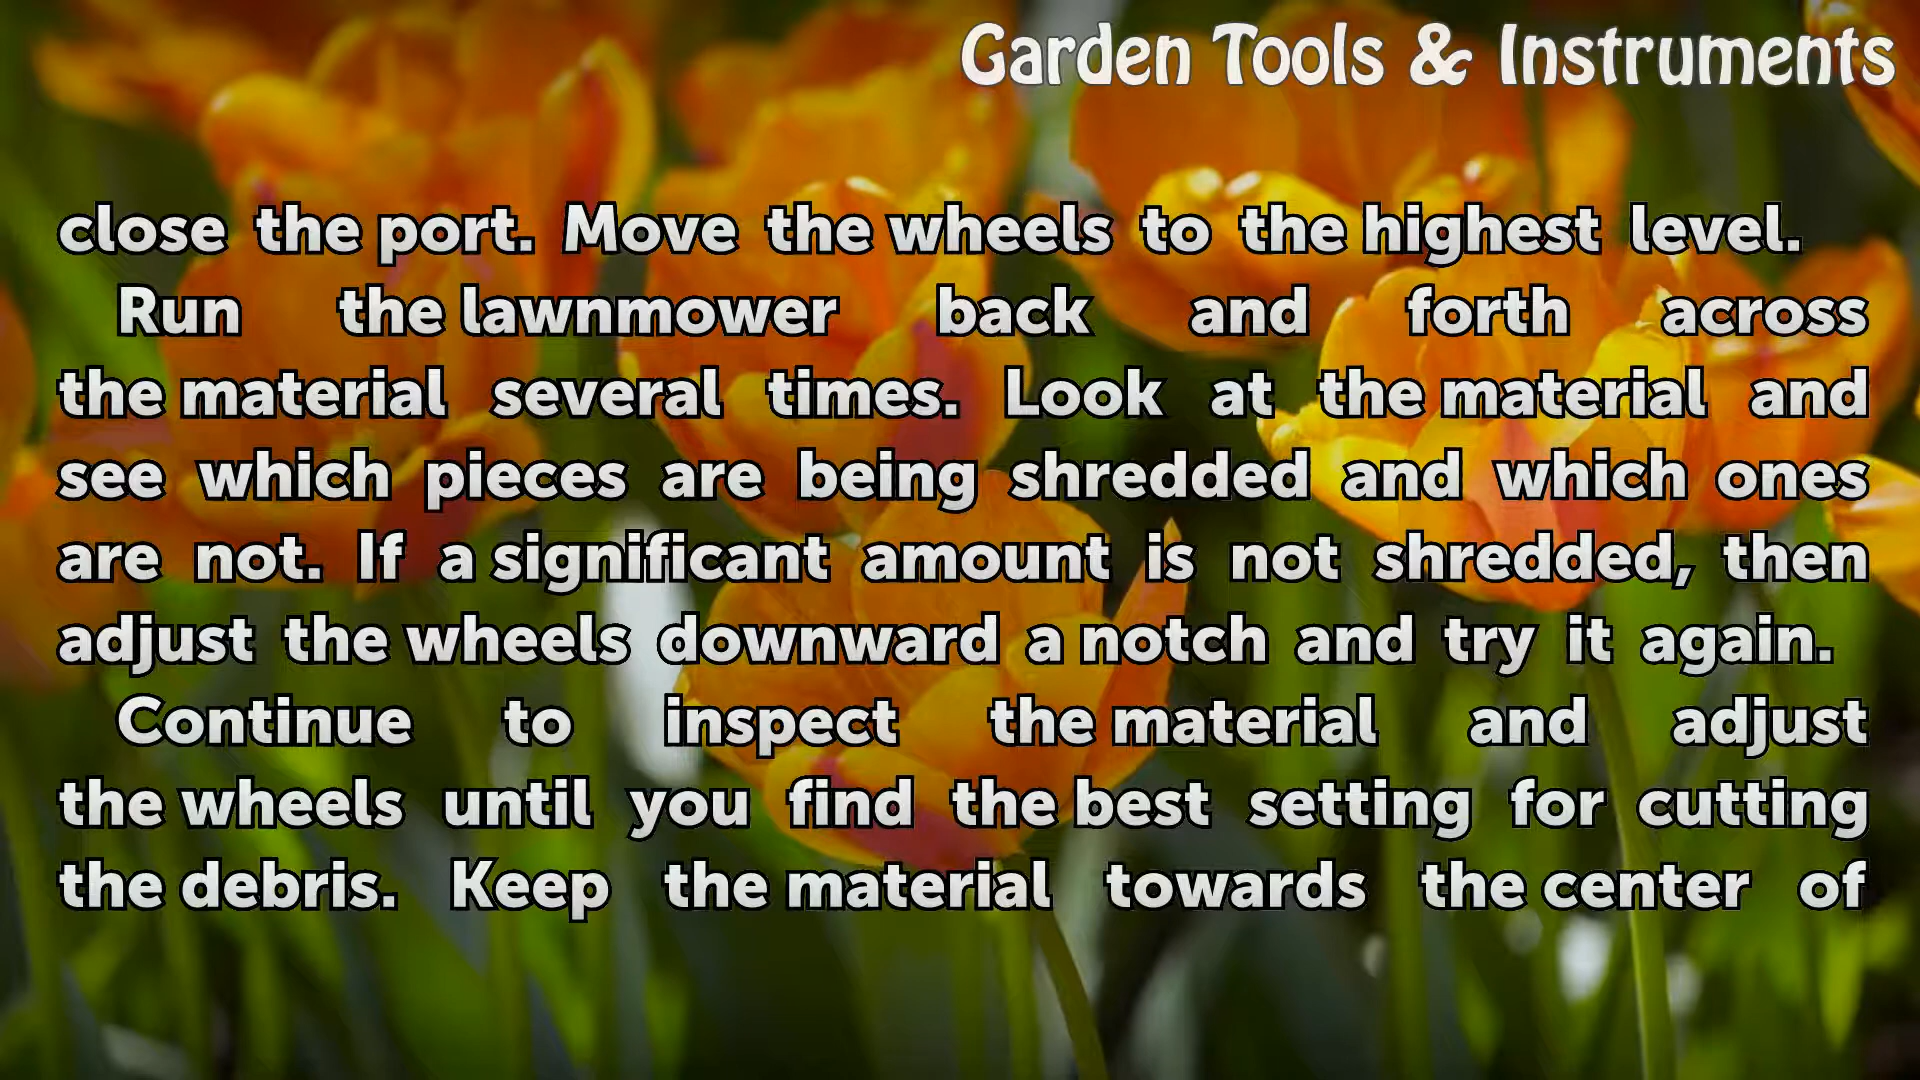 Garden Tools & Instruments
close the port. Move the wheels to the highest level.
Run the lawnmower back and forth across
the material several times. Look at the material and
see which pieces are being shredded and which ones
are not. If a significant amount is not shredded, then
adjust the wheels downward a notch and try it again.
Continue to inspect the material and adjust
the wheels until you find the best setting for cutting
the debris. Keep the material towards the center of